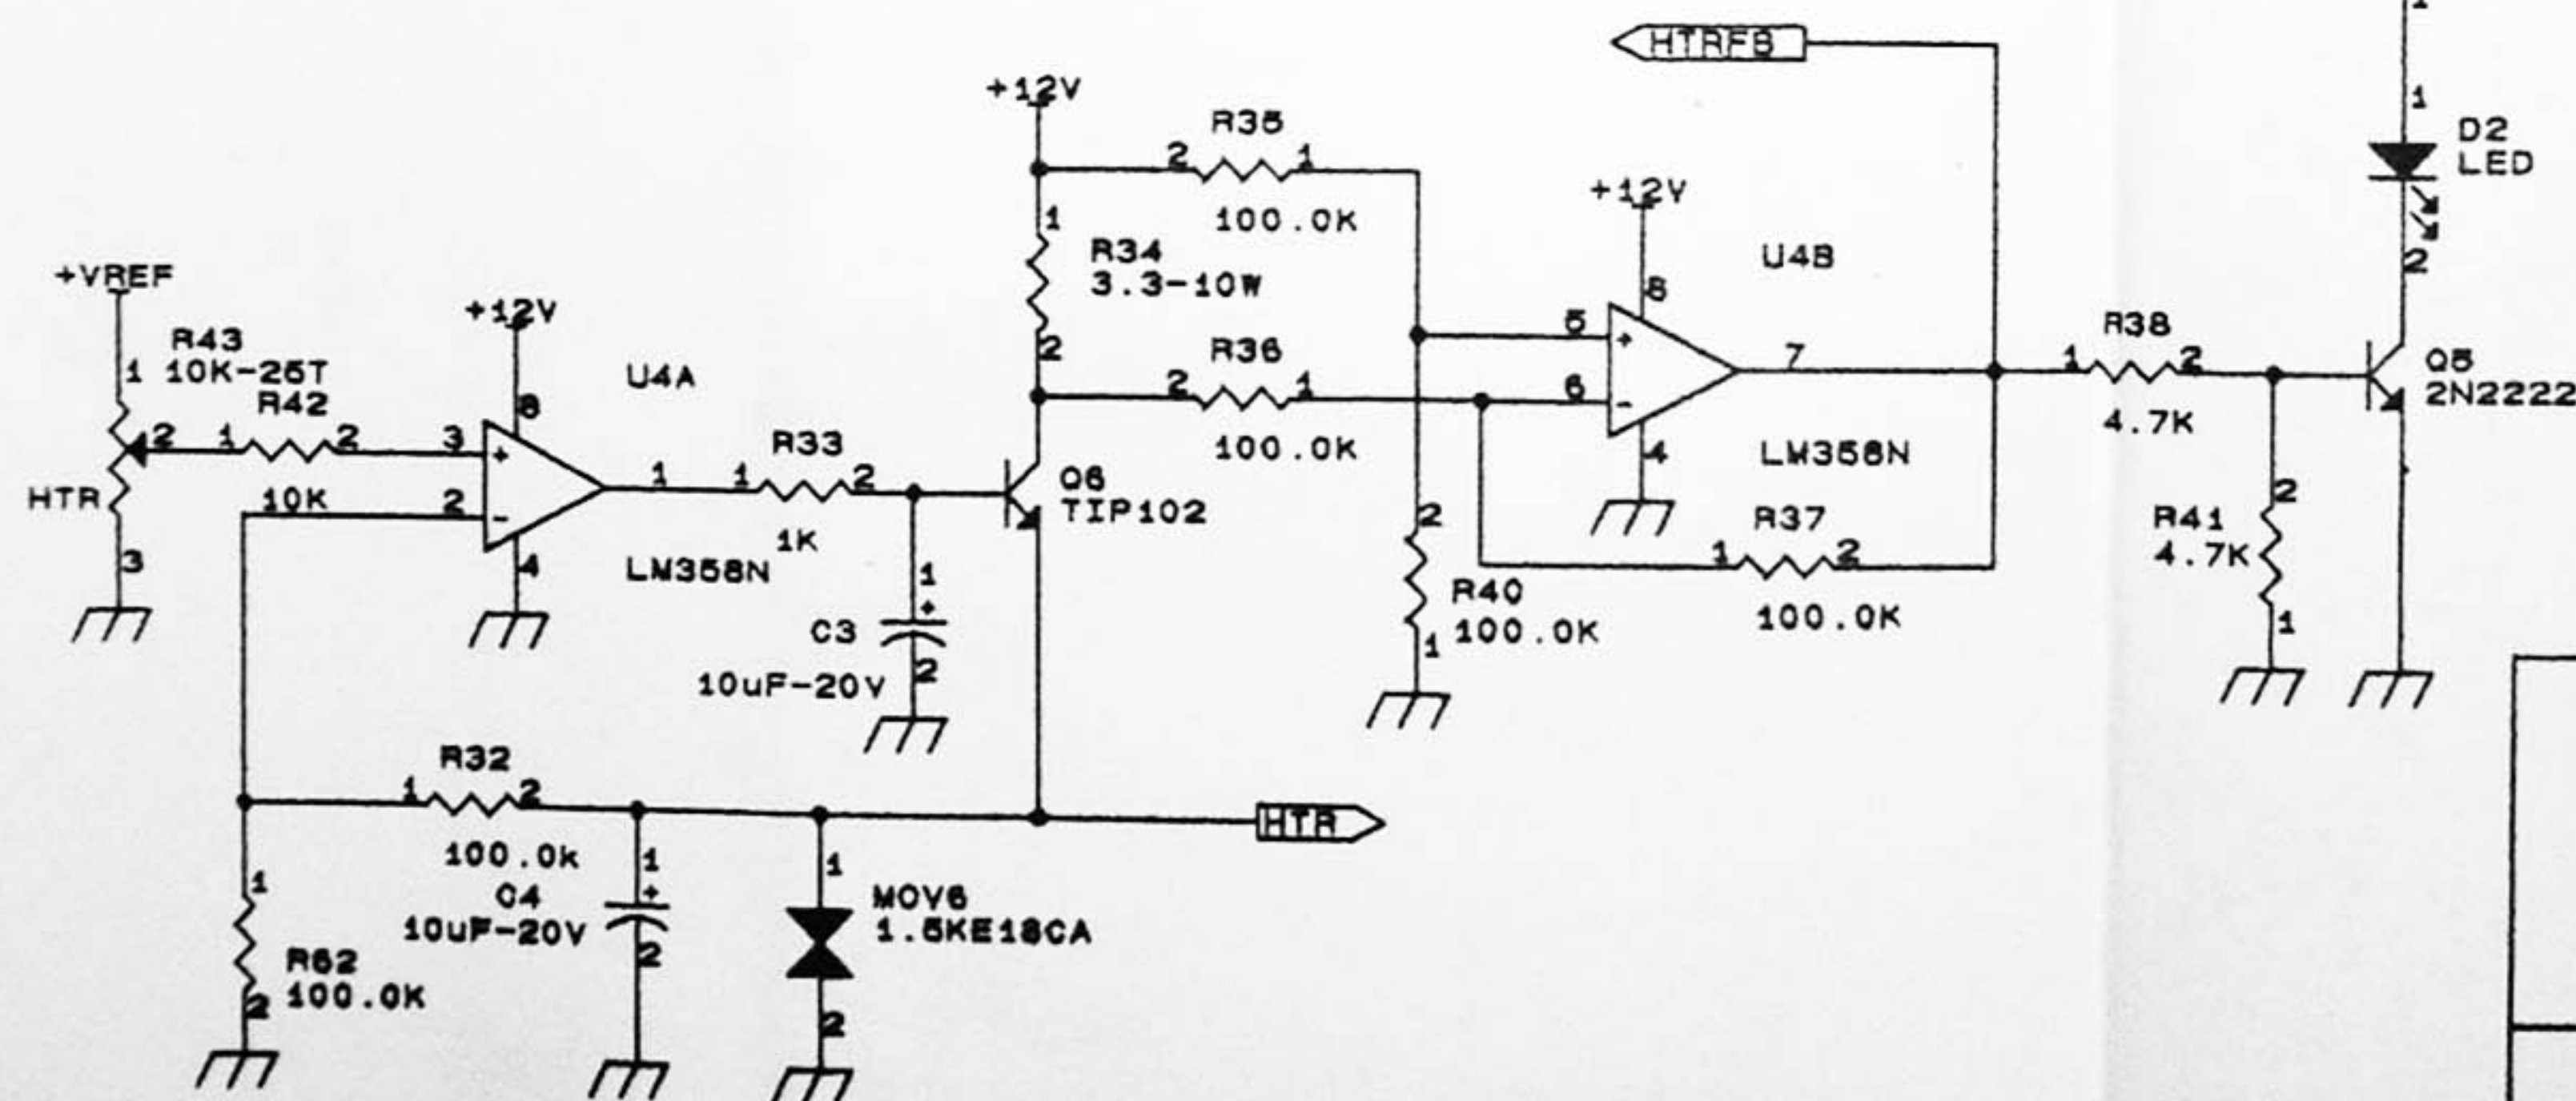 HTRFB
1
+12V
R35
2
1
100.0K
1
D2
LED
2
+12V
8
U4B
1
R34
3.3-10W
2
R36
2
1
100.0K
5
+
6
-
7
4
LM358N
R37
1
2
100.0K
R38
1
2
4.7K
Q5
2N2222
2
R41
4.7K
1
+VREF
R43
1
10K-25T
R42
2
1
2
10K
HTR
3
+12V
8
U4A
3
+
2
-
1
4
LM358N
R33
1
2
1K
Q6
TIP102
1
+
C3
2
10uF-20V
2
R40
1
100.0K
R32
1
2
100.0k
HTR
1
C4
+
10uF-20V
2
1
MOV6
1.5KE18CA
2
1
R62
2
100.0K